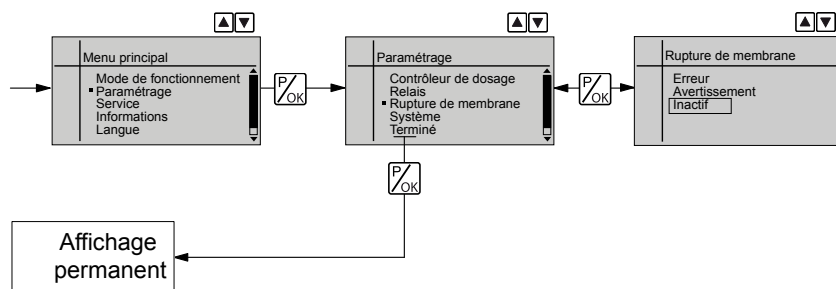 Menu principal
Mode de fonctionnement
Paramétrage
Service
Informations
Langue
P/OK
Paramétrage
Contrôleur de dosage
Relais
Rupture de membrane
Système
Terminé
P/OK
Rupture de membrane
Erreur
Avertissement
Inactif
P/OK
Affichage
permanent